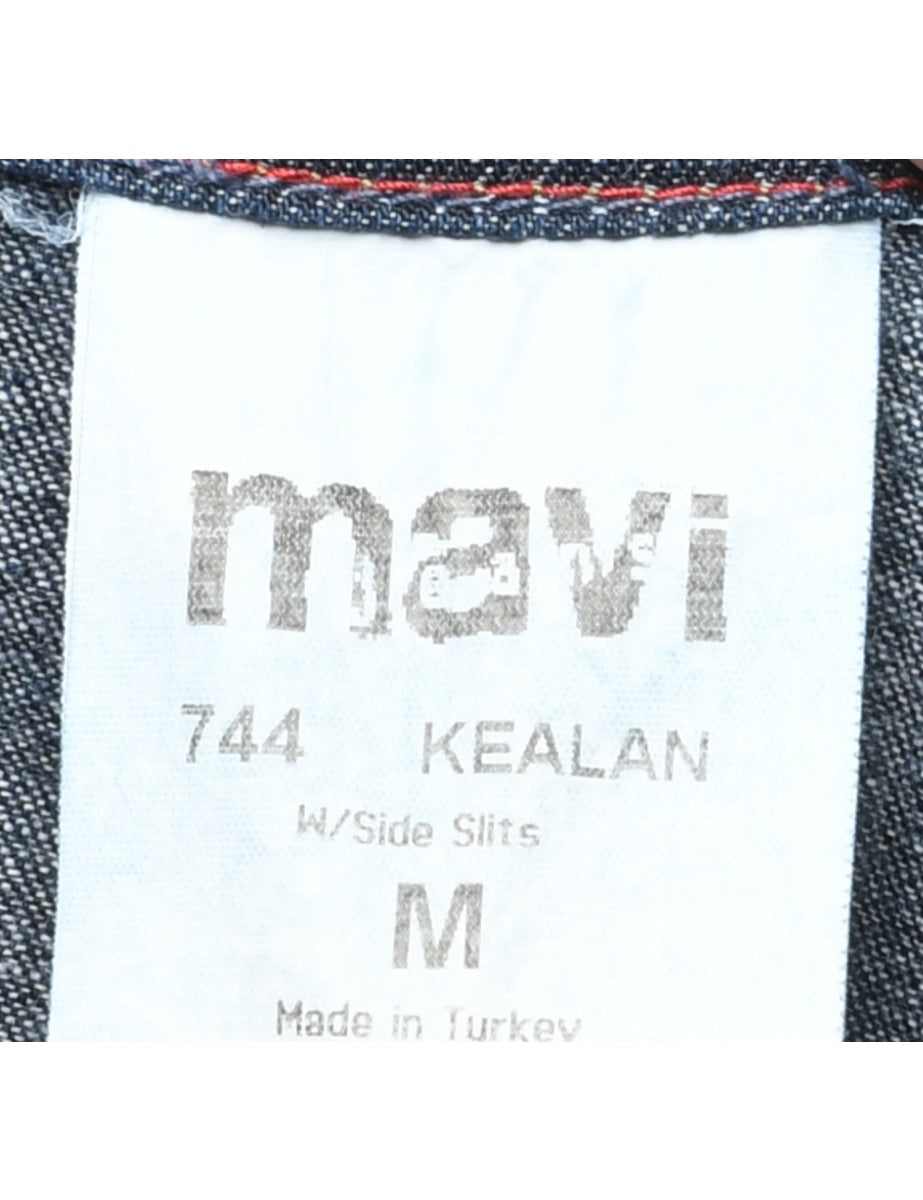 mavi
744 KEALAN
W/Side Slits
M
Made in Turkey